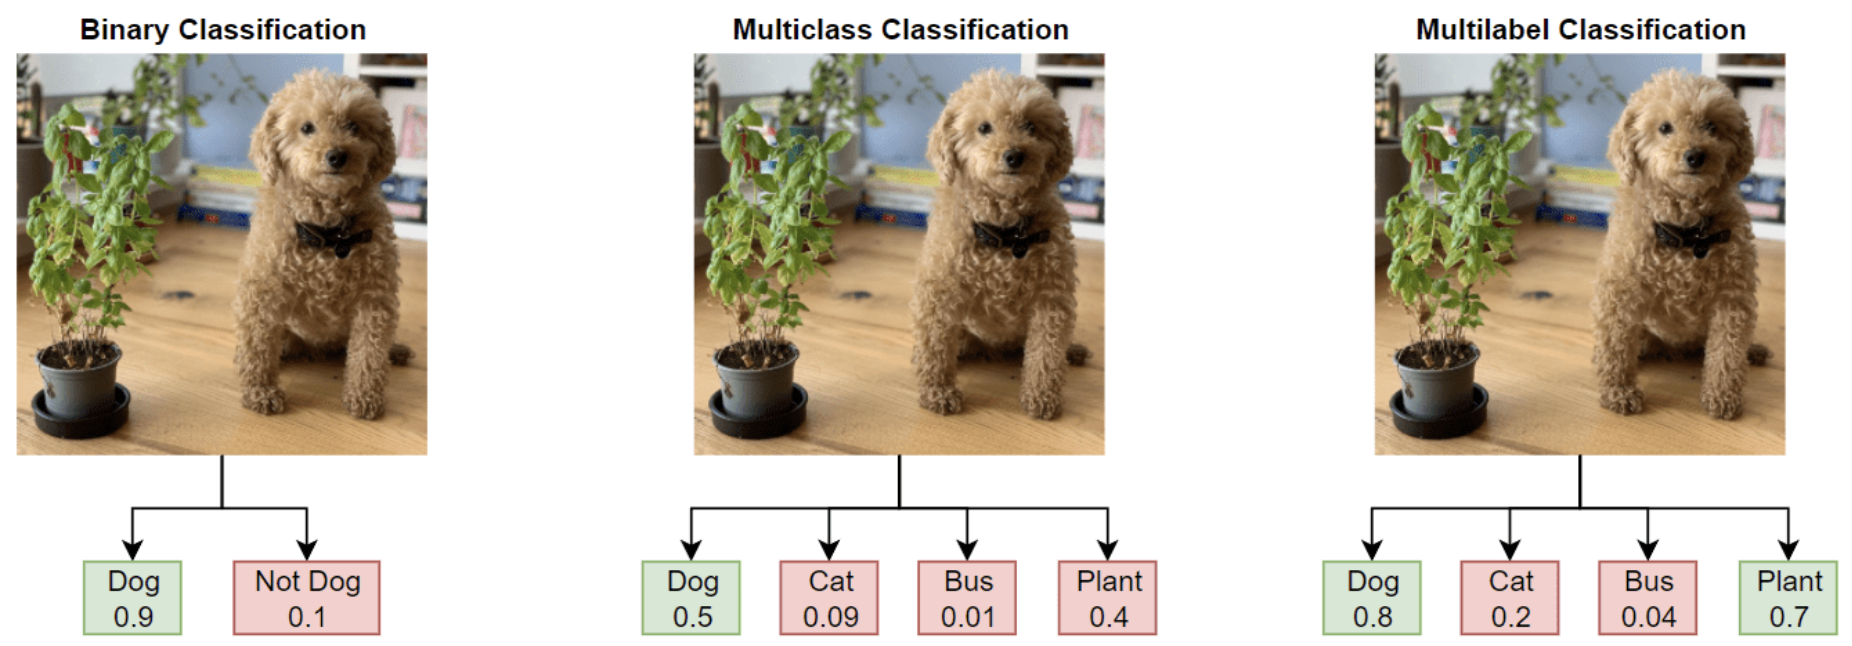 Binary Classification
Dog
0.9
Not Dog
0.1
Multiclass Classification
Dog
0.5
Cat
0.09
Bus
0.01
Plant
0.4
Multilabel Classification
Dog
0.8
Cat
0.2
Bus
0.04
Plant
0.7